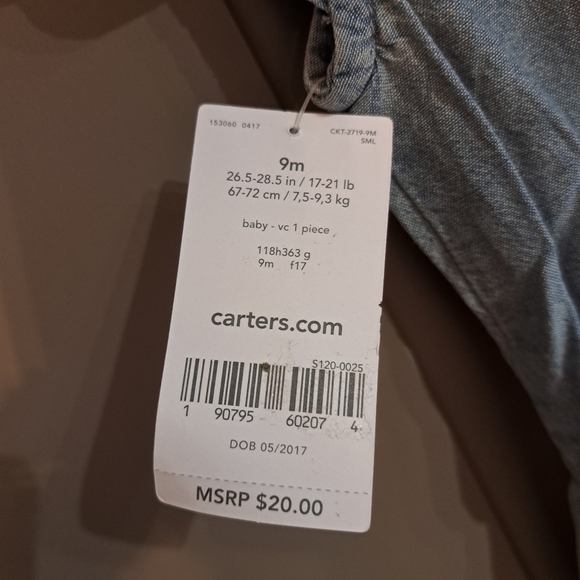 153060 0417
CKT-2719-9M
SML
9m
26.5-28.5 in / 17-21 lb
67-72 cm / 7,5-9,3 kg
baby - vc 1 piece
118h363 g
9m f17
carters.com
S120-0025
1 90795 60207 4
DOB 05/2017
MSRP $20.00